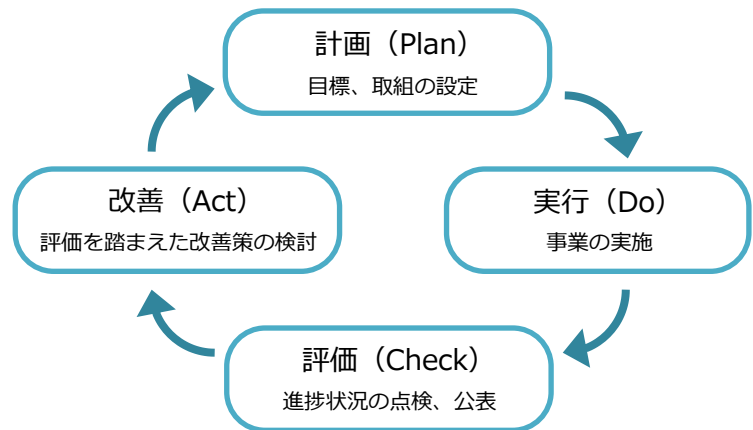 計画（Plan）
目標、取組の設定
実行（Do）
事業の実施
評価（Check）
進捗状況の点検、公表
改善（Act）
評価を踏まえた改善策の検討